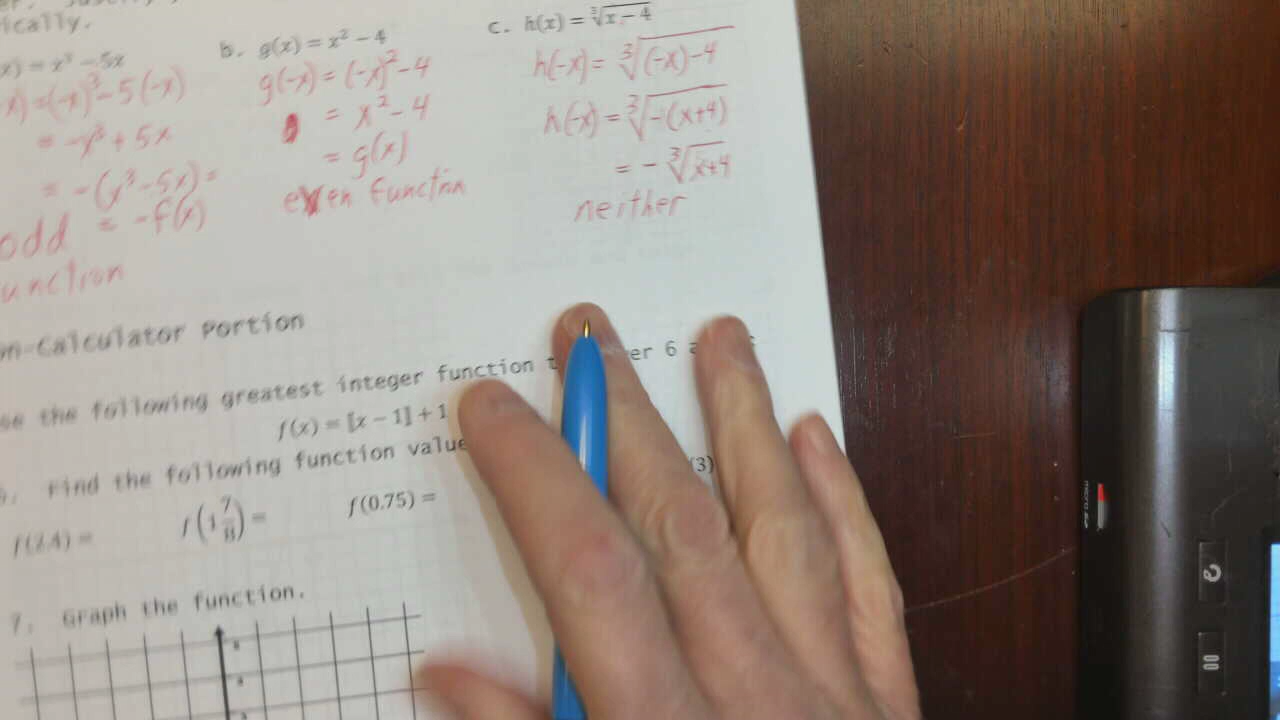 ically.
x) = x³ − 5x
-x) = (-x)³ - 5(-x)
= -x³ + 5x
= -(x³ - 5x) =
odd = -f(x)
unction
b. g(x) = x² − 4
g(-x) = (-x)² - 4
= x² - 4
= g(x)
even function
c. h(x) = ∛x − 4
h(-x) = ∛(-x)-4
h(-x) = ∛-(x+4)
= - ∛x+4
neither
on-Calculator Portion
se the following greatest integer function t er 6 a
f(x) = ⟦x − 1⟧ + 1
Find the following function value (3)
f(2.4) = f(1 7/8) = f(0.75) =
7. Graph the function.